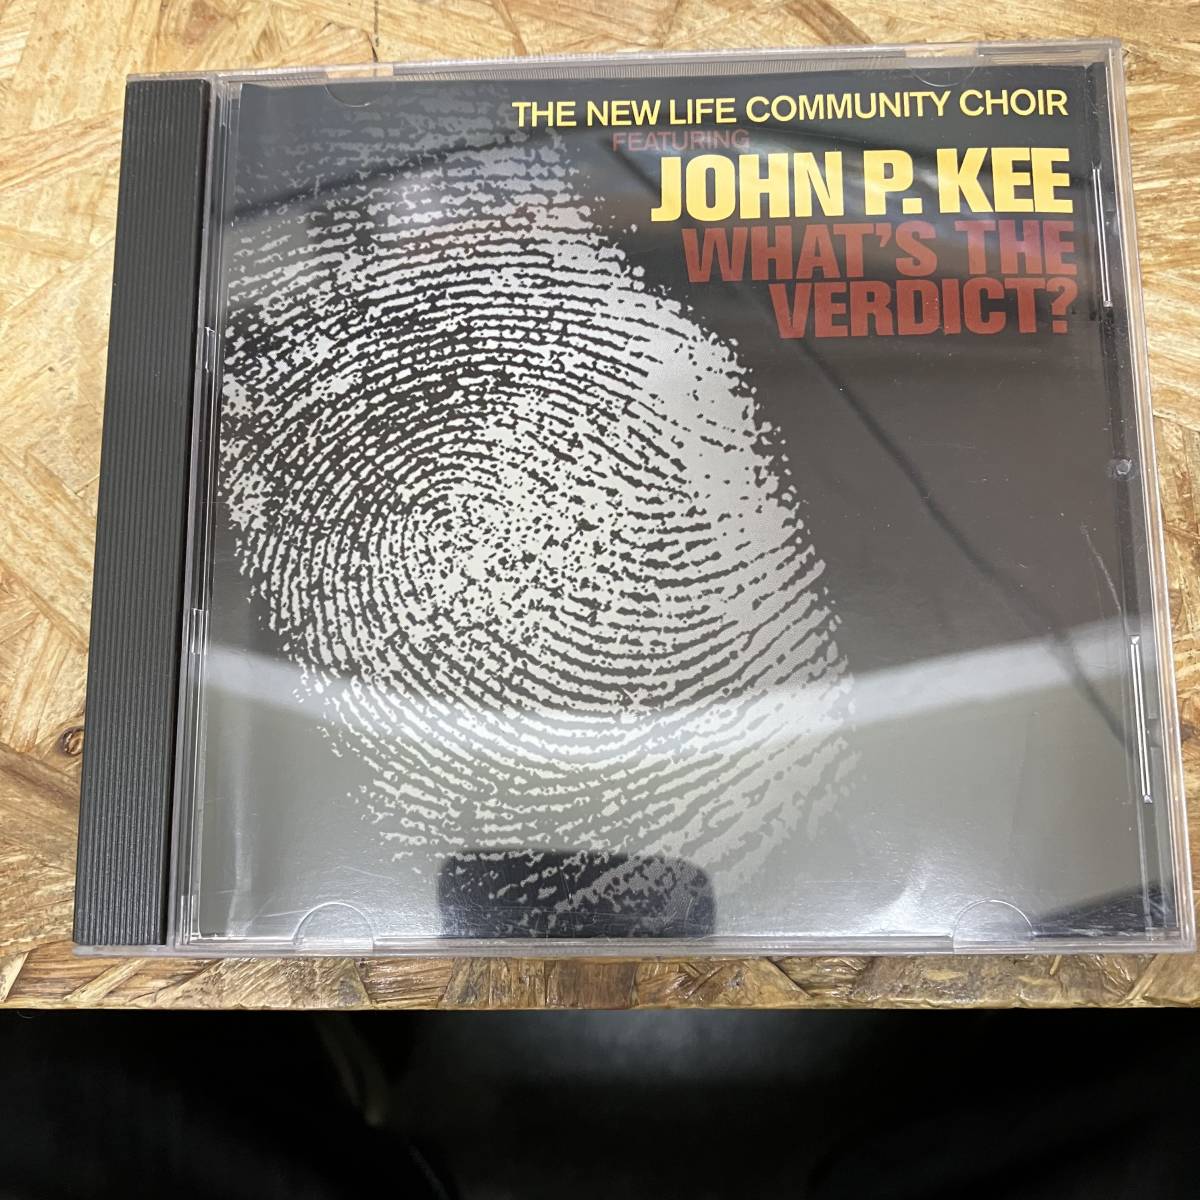 THE NEW LIFE COMMUNITY CHOIR
FEATURING
JOHN P. KEE
WHAT'S THE
VERDICT?